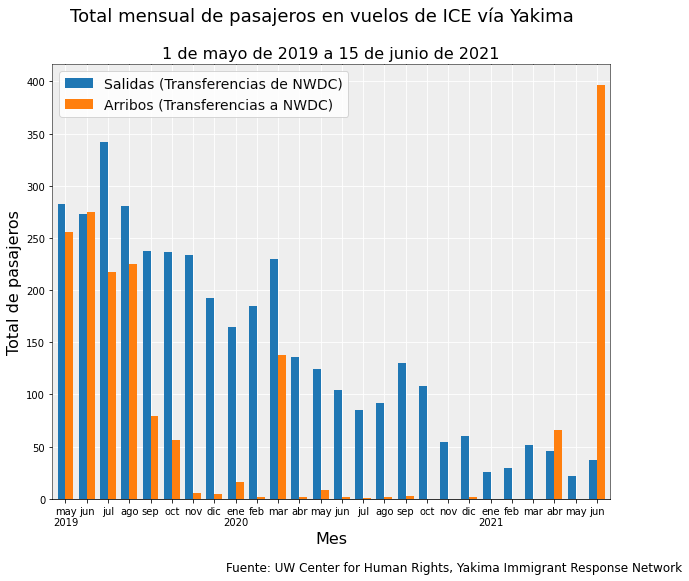 Total mensual de pasajeros en vuelos de ICE vía Yakima
1 de mayo de 2019 a 15 de junio de 2021
Salidas (Transferencias de NWDC)
Arribos (Transferencias a NWDC)
Total de pasajeros
400
350
300
250
200
150
100
50
0
may jun jul ago sep oct nov dic ene feb mar abr may jun jul ago sep oct nov dic ene feb mar abr may jun
2019 2020 2021
Mes
Fuente: UW Center for Human Rights, Yakima Immigrant Response Network